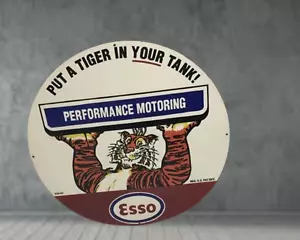 PUT A TIGER iN YOUR TANK!
PERFORMANCE MOTORING
Esso